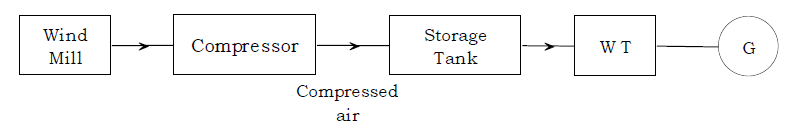 Wind
Mill
Compressor
Compressed
air
Storage
Tank
W T
G